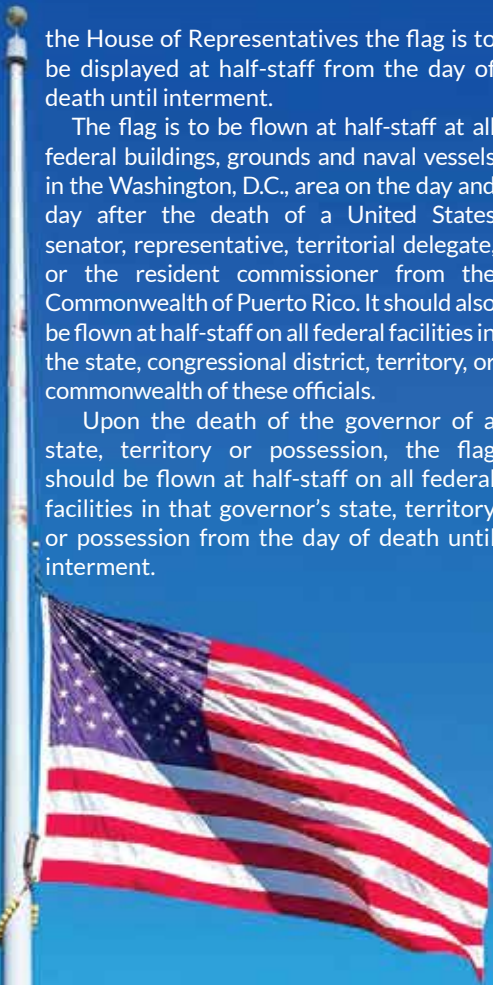 the House of Representatives the flag is to
be displayed at half-staff from the day of
death until interment.
The flag is to be flown at half-staff at all
federal buildings, grounds and naval vessels
in the Washington, D.C., area on the day and
day after the death of a United States
senator, representative, territorial delegate,
or the resident commissioner from the
Commonwealth of Puerto Rico. It should also
be flown at half-staff on all federal facilities in
the state, congressional district, territory, or
commonwealth of these officials.
Upon the death of the governor of a
state, territory or possession, the flag
should be flown at half-staff on all federal
facilities in that governor’s state, territory
or possession from the day of death until
interment.